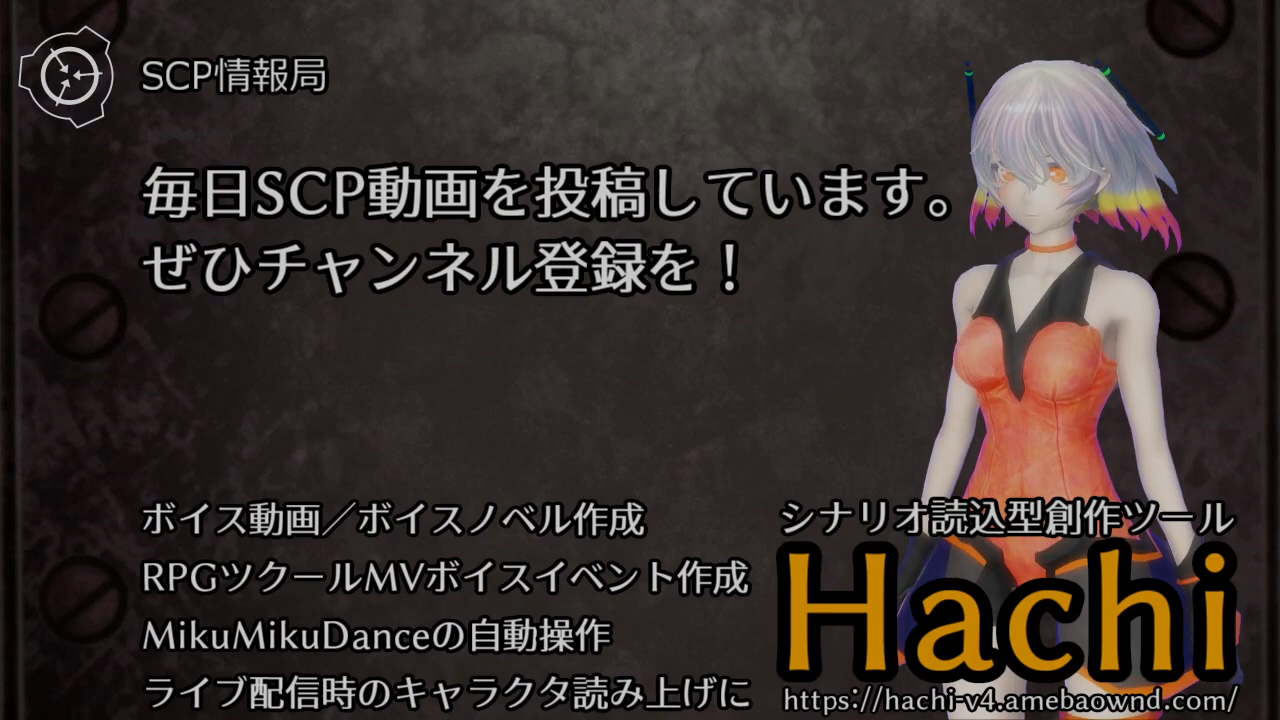 SCP情報局
毎日SCP動画を投稿しています。
ぜひチャンネル登録を！
ボイス動画／ボイスノベル作成
RPGツクールMVボイスイベント作成
MikuMikuDanceの自動操作
ライブ配信時のキャラクタ読み上げに
シナリオ読込型創作ツール
Hachi
https://hachi-v4.amebaownd.com/